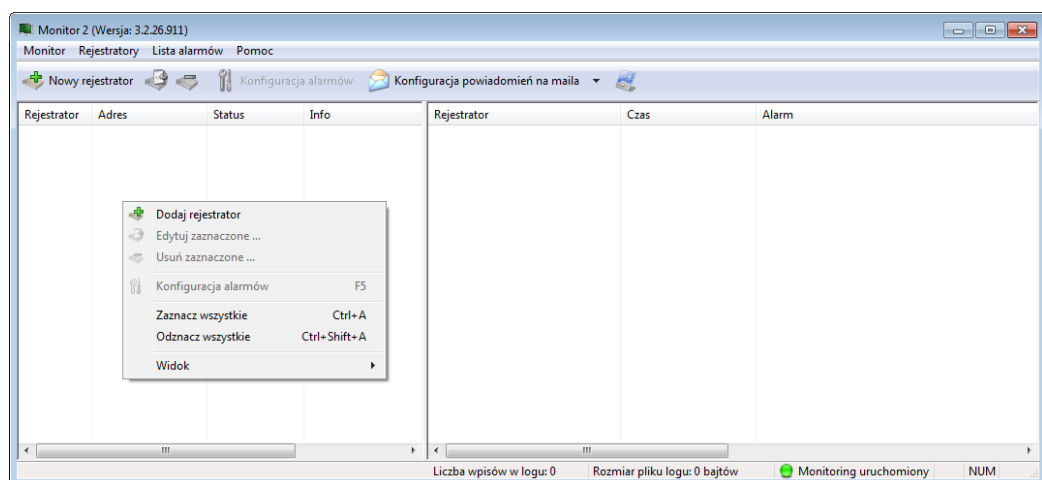 Monitor 2 (Wersja: 3.2.26.911)
Monitor Rejestratory Lista alarmów Pomoc
Nowy rejestrator Konfiguracja alarmów Konfiguracja powiadomień na maila
Rejestrator Adres Status Info Rejestrator Czas Alarm
Dodaj rejestrator
Edytuj zaznaczone ...
Usuń zaznaczone ...
Konfiguracja alarmów F5
Zaznacz wszystkie Ctrl+A
Odznacz wszystkie Ctrl+Shift+A
Widok
Liczba wpisów w logu: 0 Rozmiar pliku logu: 0 bajtów Monitoring uruchomiony NUM